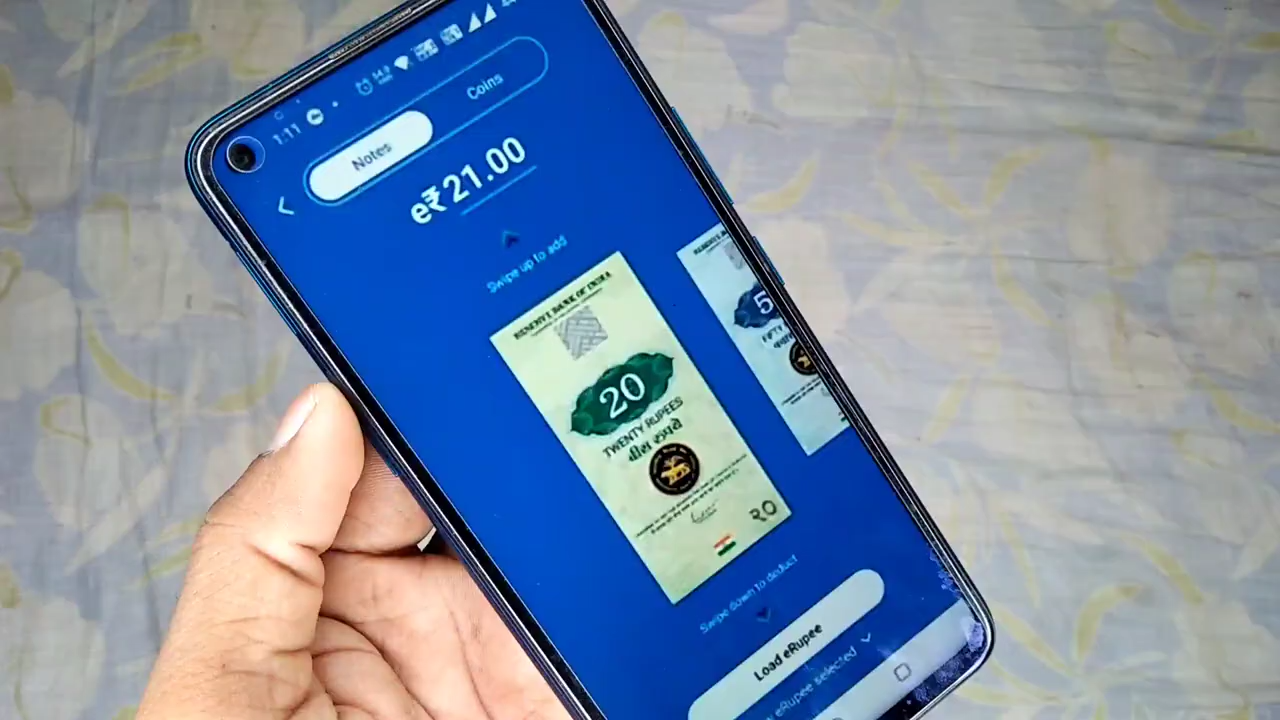 1:11
Notes
Coins
e₹21.00
Swipe up to add
RESERVE BANK OF INDIA
20
TWENTY RUPEES
बीस रुपये
२०
5
FIFTY
Swipe down to deduct
Load eRupee
eRupee selected